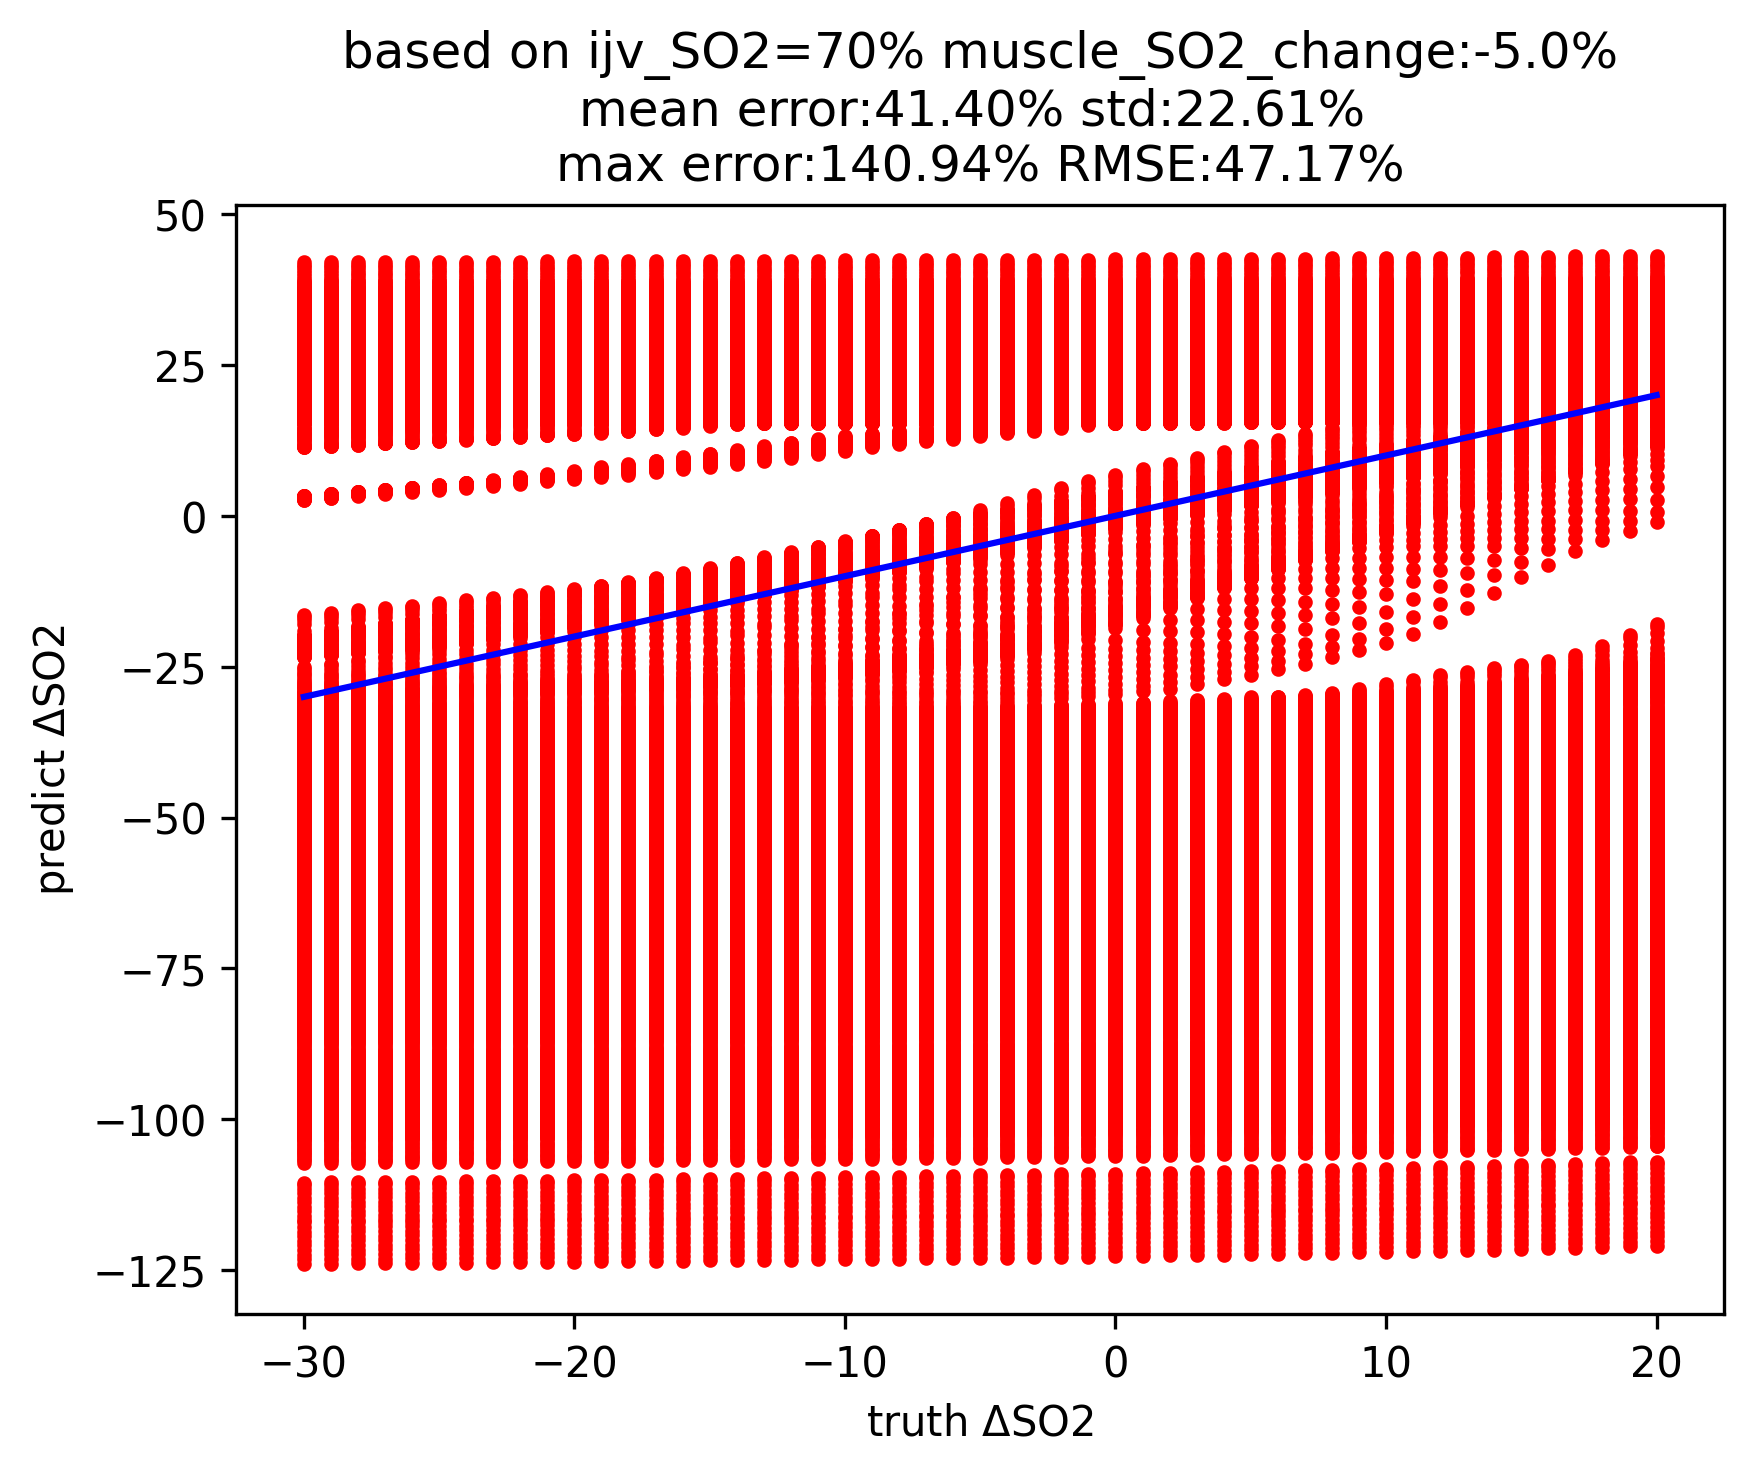 based on ijv_SO2=70% muscle_SO2_change:-5.0%
mean error:41.40% std:22.61%
max error:140.94% RMSE:47.17%
50
25
0
−25
−50
−75
−100
−125
predict ΔSO2
−30
−20
−10
0
10
20
truth ΔSO2